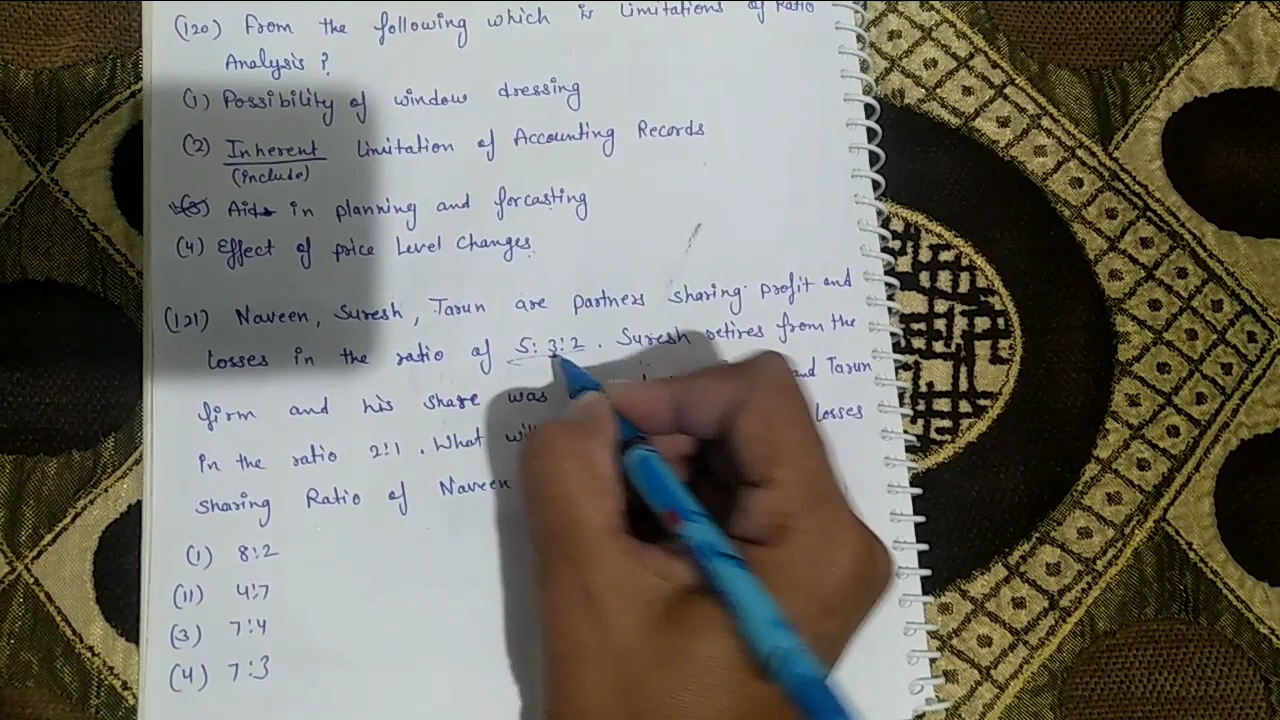 (120) From the following which is Limitations of Ratio
Analysis ?
(1) Possibility of window dressing
(2) Inherent Limitation of Accounting Records
(include)
(3) Aids in planning and forcasting
(4) Effect of price Level Changes.
(121) Naveen, Suresh, Tarun are partners sharing profit and
losses in the ratio of 5:3:2. Suresh retires from the
firm and his share was and Tarun
in the ratio 2:1. What losses
sharing Ratio of Naveen
(1) 8:2
(11) 4:7
(3) 7:4
(4) 7:3